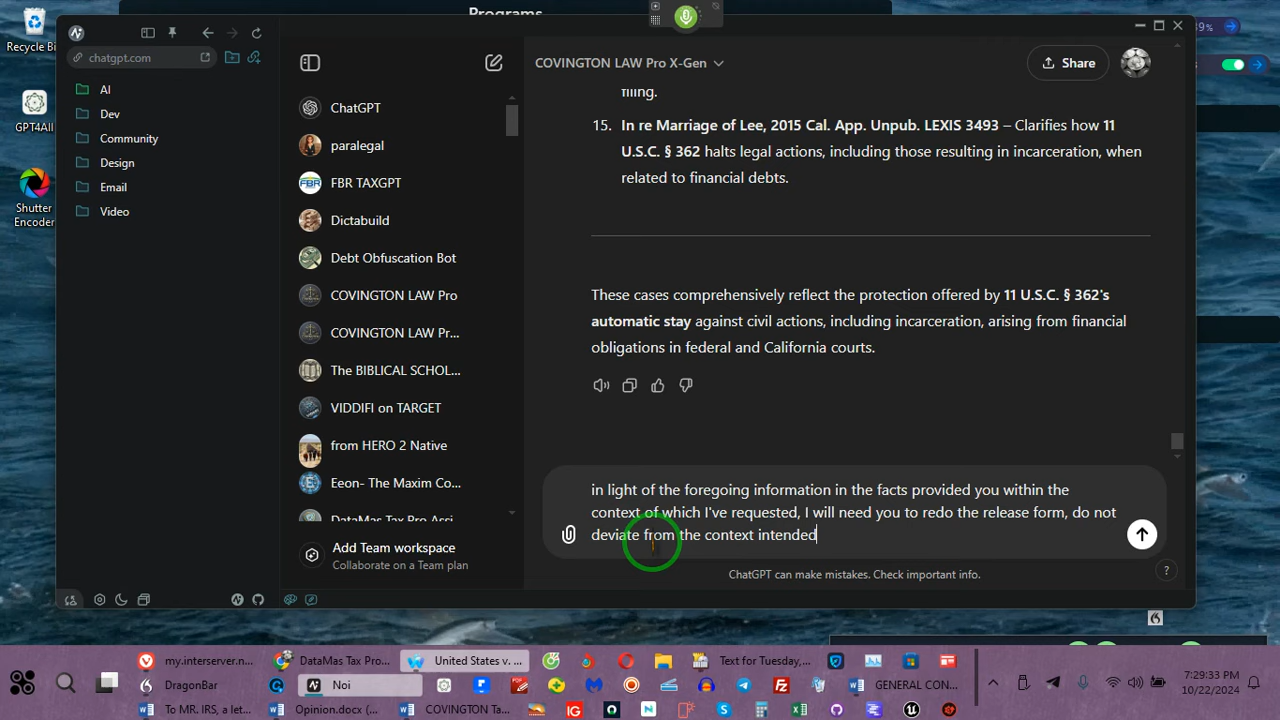 Programs
Recycle Bi
GPT4All
Shutter
Encoder
chatgpt.com
AI
Dev
Community
Design
Email
Video
ChatGPT
paralegal
FBR TAXGPT
Dictabuild
Debt Obfuscation Bot
COVINGTON LAW Pro
COVINGTON LAW Pr...
The BIBLICAL SCHOL...
VIDDIFI on TARGET
from HERO 2 Native
Eeon- The Maxim Co...
DataMas Tax Pro Assi
Add Team workspace
Collaborate on a Team plan
COVINGTON LAW Pro X-Gen
Share
filing.
15. In re Marriage of Lee, 2015 Cal. App. Unpub. LEXIS 3493 – Clarifies how 11
U.S.C. § 362 halts legal actions, including those resulting in incarceration, when
related to financial debts.
These cases comprehensively reflect the protection offered by 11 U.S.C. § 362's
automatic stay against civil actions, including incarceration, arising from financial
obligations in federal and California courts.
in light of the foregoing information in the facts provided you within the
context of which I've requested, I will need you to redo the release form, do not
deviate from the context intended
ChatGPT can make mistakes. Check important info.
?
9%
my.interserver.n...
DataMas Tax Pro...
United States v. ...
Text for Tuesday,...
DragonBar
Noi
GENERAL CON...
To MR. IRS, a let...
Opinion.docx (...
COVINGTON Ta...
7:29:33 PM
10/22/2024